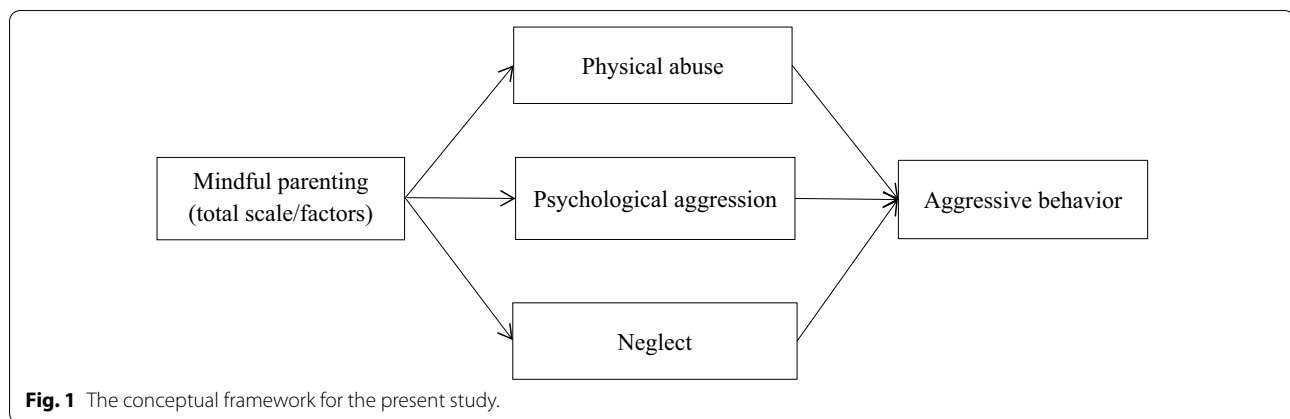 Physical abuse
Mindful parenting
(total scale/factors)
Psychological aggression
Aggressive behavior
Neglect
Fig. 1 The conceptual framework for the present study.